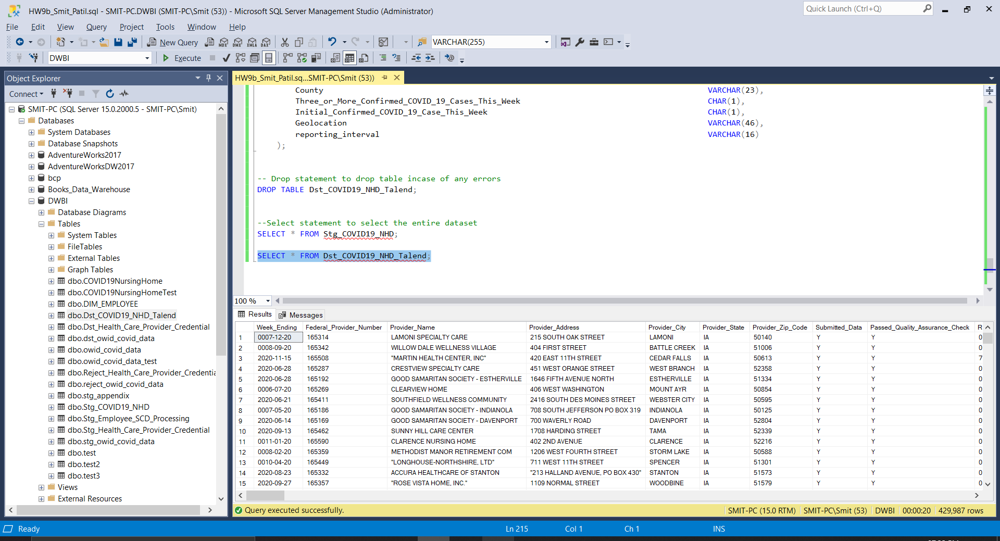 HW9b_Smit_Patil.sql - SMIT-PC.DWBI (SMIT-PC\Smit (53)) - Microsoft SQL Server Management Studio (Administrator)
Quick Launch (Ctrl+Q)
File Edit View Query Project Tools Window Help
New Query MDX DMX XMLA DAX VARCHAR(255)
DWBI Execute
Object Explorer
HW9b_Smit_Patil.sq...SMIT-PC\Smit (53))
Connect
SMIT-PC (SQL Server 15.0.2000.5 - SMIT-PC\Smit)
Databases
System Databases
Database Snapshots
AdventureWorks2017
AdventureWorksDW2017
bcp
Books_Data_Warehouse
DWBI
Database Diagrams
Tables
System Tables
FileTables
External Tables
Graph Tables
dbo.COVID19NursingHome
dbo.COVID19NursingHomeTest
dbo.DIM_EMPLOYEE
dbo.Dst_COVID19_NHD_Talend
dbo.Dst_Health_Care_Provider_Credential
dbo.dst_owid_covid_data
dbo.owid_covid_data
dbo.owid_covid_data_test
dbo.Reject_Health_Care_Provider_Credentia
dbo.reject_owid_covid_data
dbo.stg_appendix
dbo.Stg_COVID19_NHD
dbo.Stg_Employee_SCD_Processing
dbo.Stg_Health_Care_Provider_Credential
dbo.stg_owid_covid_data
dbo.test
dbo.test2
dbo.test3
Views
External Resources
County VARCHAR(23),
Three_or_More_Confirmed_COVID_19_Cases_This_Week CHAR(1),
Initial_Confirmed_COVID_19_Case_This_Week CHAR(1),
Geolocation VARCHAR(46),
reporting_interval VARCHAR(16)
);
-- Drop statement to drop table incase of any errors
DROP TABLE Dst_COVID19_NHD_Talend;
--Select statement to select the entire dataset
SELECT * FROM Stg_COVID19_NHD;
SELECT * FROM Dst_COVID19_NHD_Talend;
100 %
Results Messages
Week_Ending Federal_Provider_Number Provider_Name Provider_Address Provider_City Provider_State Provider_Zip_Code Submitted_Data Passed_Quality_Assurance_Check R
1 0007-12-20 165314 LAMONI SPECIALTY CARE 215 SOUTH OAK STREET LAMONI IA 50140 Y Y 0
2 0008-09-20 165342 WILLOW DALE WELLNESS VILLAGE 404 FIRST STREET BATTLE CREEK IA 51006 Y Y 0
3 2020-11-15 165508 "MARTIN HEALTH CENTER, INC" 420 EAST 11TH STREET CEDAR FALLS IA 50613 Y Y 7
4 2020-06-28 165287 CRESTVIEW SPECIALTY CARE 451 WEST ORANGE STREET WEST BRANCH IA 52358 Y Y 0
5 2020-06-28 165192 GOOD SAMARITAN SOCIETY - ESTHERVILLE 1646 FIFTH AVENUE NORTH ESTHERVILLE IA 51334 Y Y 0
6 0006-07-20 165269 CLEARVIEW HOME 406 WEST WASHINGTON MOUNT AYR IA 50854 Y Y 0
7 2020-06-21 165411 SOUTHFIELD WELLNESS COMMUNITY 2416 SOUTH DES MOINES STREET WEBSTER CITY IA 50595 Y Y 0
8 0007-05-20 165186 GOOD SAMARITAN SOCIETY - INDIANOLA 708 SOUTH JEFFERSON PO BOX 319 INDIANOLA IA 50125 Y Y 0
9 2020-06-14 165169 GOOD SAMARITAN SOCIETY - DAVENPORT 700 WAVERLY ROAD DAVENPORT IA 52804 Y Y 0
10 2020-09-13 165462 SUNNY HILL CARE CENTER 1708 HARDING STREET TAMA IA 52339 Y Y 0
11 0011-01-20 165590 CLARENCE NURSING HOME 402 2ND AVENUE CLARENCE IA 52216 Y Y 0
12 0008-02-20 165359 METHODIST MANOR RETIREMENT COM 1206 WEST FOURTH STREET STORM LAKE IA 50588 Y Y 0
13 0010-04-20 165449 "LONGHOUSE-NORTHSHIRE, LTD" 711 WEST 11TH STREET SPENCER IA 51301 Y Y 0
14 2020-08-23 165332 ACCURA HEALTHCARE OF STANTON "213 HALLAND AVENUE, PO BOX 430" STANTON IA 51573 Y Y 0
15 2020-09-27 165357 "ROSE VISTA HOME, INC." 1109 NORMAL STREET WOODBINE IA 51579 Y Y 0
Query executed successfully. SMIT-PC (15.0 RTM) SMIT-PC\Smit (53) DWBI 00:00:20 429,987 rows
Ready Ln 215 Col 1 Ch 1 INS